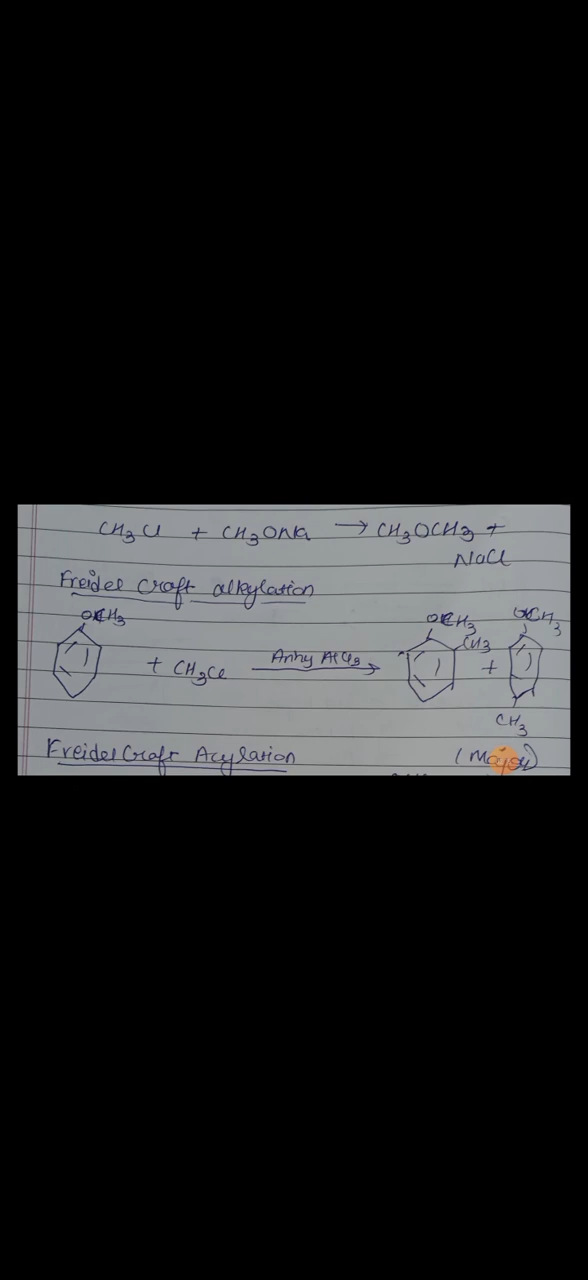 CH3Cl + CH3ONa → CH3OCH3 +
NaCl
Freidel Craft alkylation
OCH3 OCH3 OCH3
+ CH3Cl Anhy AlCl3 CH3 +
CH3
Freidel Craft Acylation (Major)